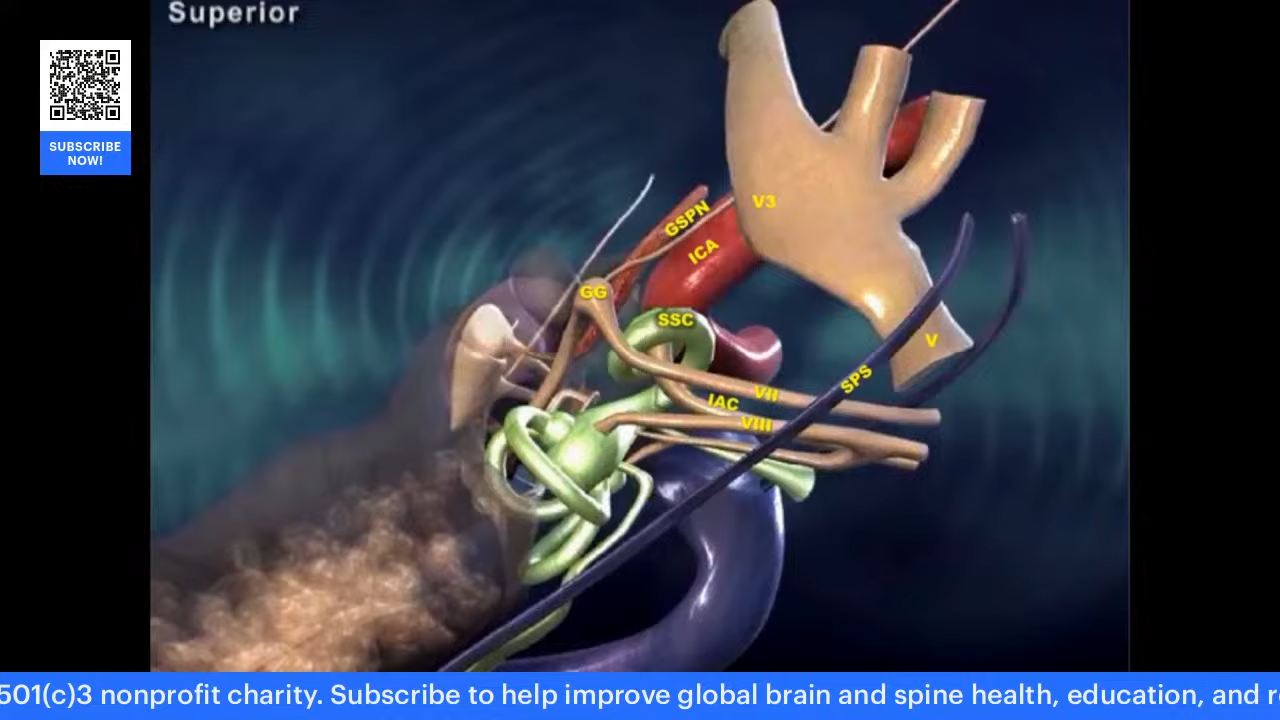 Superior
SUBSCRIBE
NOW!
V3
GSPN
ICA
GG
SSC
V
SPS
VII
IAC
VIII
501(c)3 nonprofit charity. Subscribe to help improve global brain and spine health, education, and r